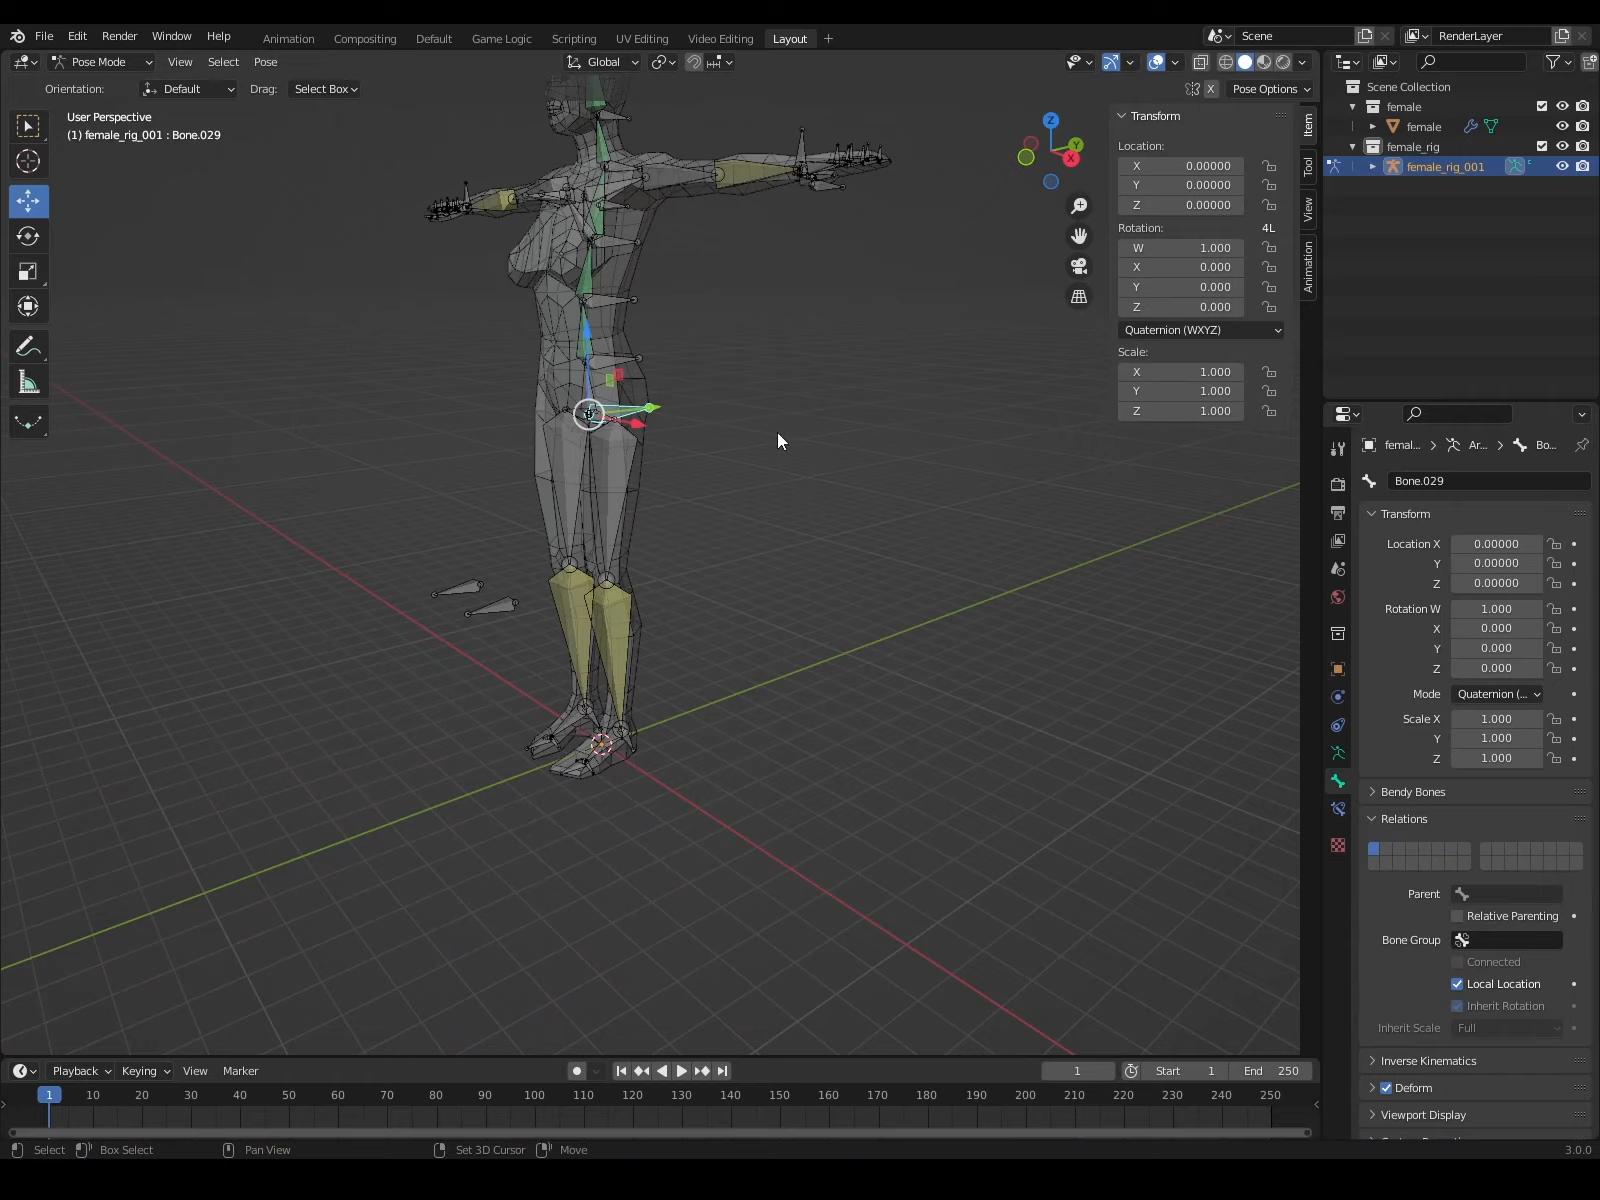 File Edit Render Window Help Animation Compositing Default Game Logic Scripting UV Editing Video Editing Layout + Scene RenderLayer
Pose Mode View Select Pose Global
Orientation: Default Drag: Select Box X Pose Options
User Perspective
(1) female_rig_001 : Bone.029
Z
Y
X
Transform
Location:
X 0.00000
Y 0.00000
Z 0.00000
Rotation: 4L
W 1.000
X 0.000
Y 0.000
Z 0.000
Quaternion (WXYZ)
Scale:
X 1.000
Y 1.000
Z 1.000
Item
Tool
View
Animation
Scene Collection
female
female
female_rig
female_rig_001
femal... Ar... Bo...
Bone.029
Transform
Location X 0.00000
Y 0.00000
Z 0.00000
Rotation W 1.000
X 0.000
Y 0.000
Z 0.000
Mode Quaternion (...
Scale X 1.000
Y 1.000
Z 1.000
Bendy Bones
Relations
Parent
Relative Parenting
Bone Group
Connected
Local Location
Inherit Rotation
Inherit Scale Full
Inverse Kinematics
Deform
Viewport Display
Playback Keying View Marker 1 Start 1 End 250
1 10 20 30 40 50 60 70 80 90 100 110 120 130 140 150 160 170 180 190 200 210 220 230 240 250
Select Box Select Pan View Set 3D Cursor Move 3.0.0